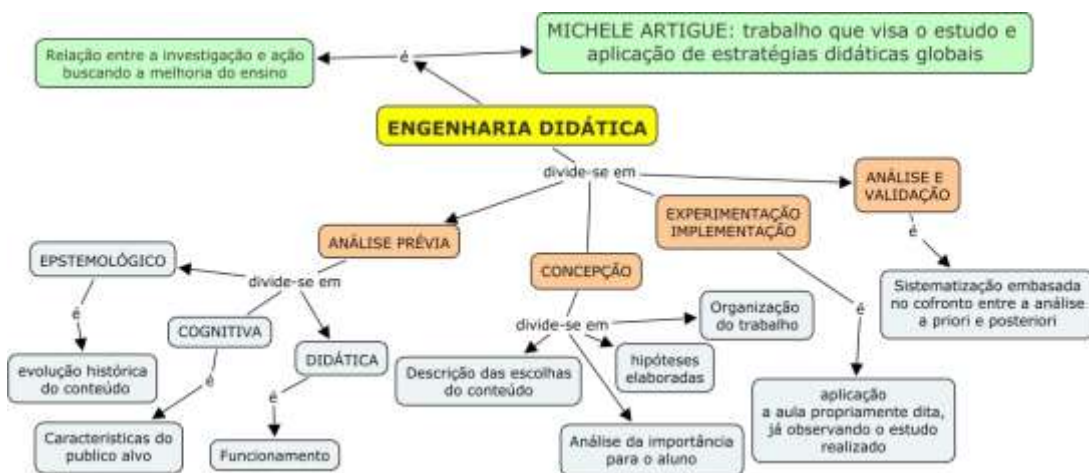 MICHELE ARTIGUE: trabalho que visa o estudo e
aplicação de estratégias didáticas globais
Relação entre a investigação e ação
buscando a melhoria do ensino
é
ENGENHARIA DIDÁTICA
divide-se em
ANÁLISE E
VALIDAÇÃO
EXPERIMENTAÇÃO
IMPLEMENTAÇÃO
ANÁLISE PRÉVIA
CONCEPÇÃO
é
EPSTEMOLÓGICO
divide-se em
Sistematização embasada
no cofronto entre a análise
a priori e posteriori
Organização
do trabalho
é
é
COGNITIVA
divide-se em
DIDÁTICA
hipóteses
elaboradas
evolução histórica
do conteúdo
é
Descrição das escolhas
do conteúdo
é
aplicação
a aula propriamente dita,
já observando o estudo
realizado
Caracteristicas do
publico alvo
Funcionamento
Análise da importância
para o aluno